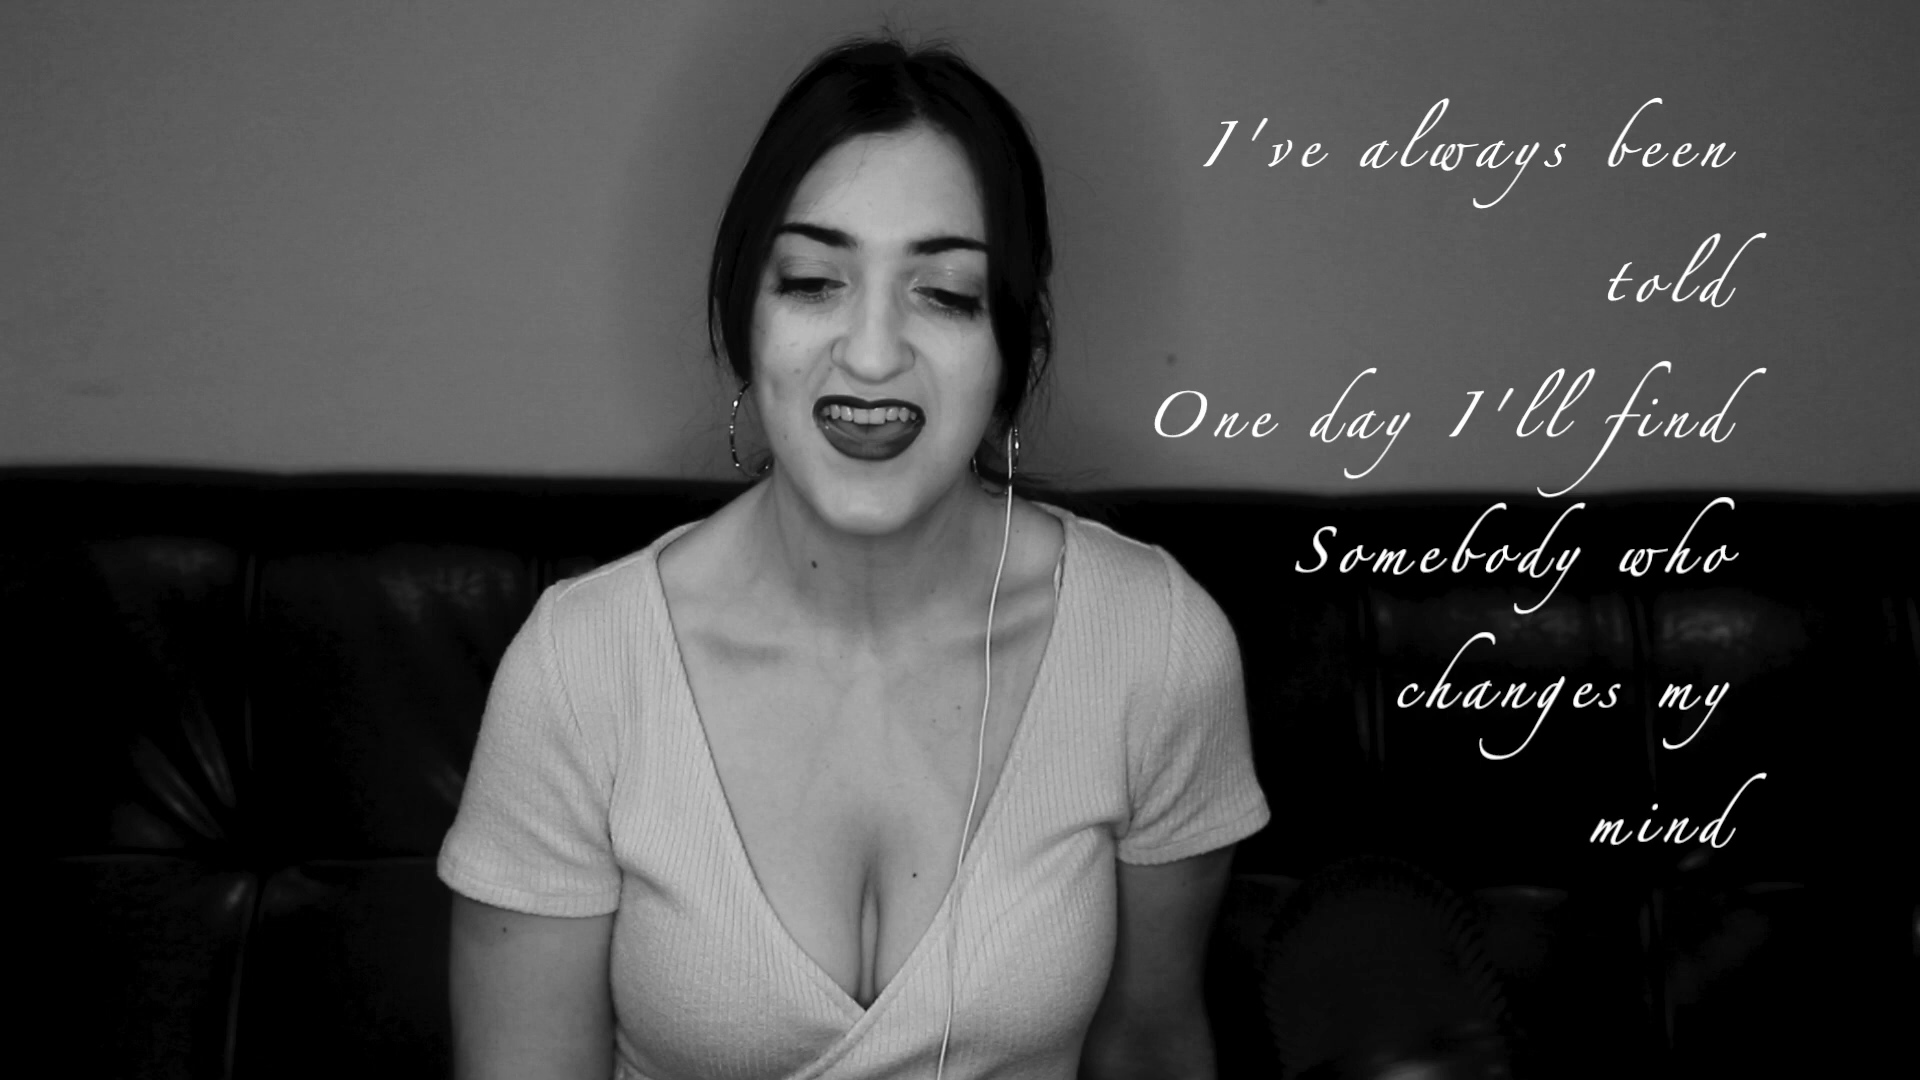 I've always been
told
One day I'll find
Somebody who
changes my
mind